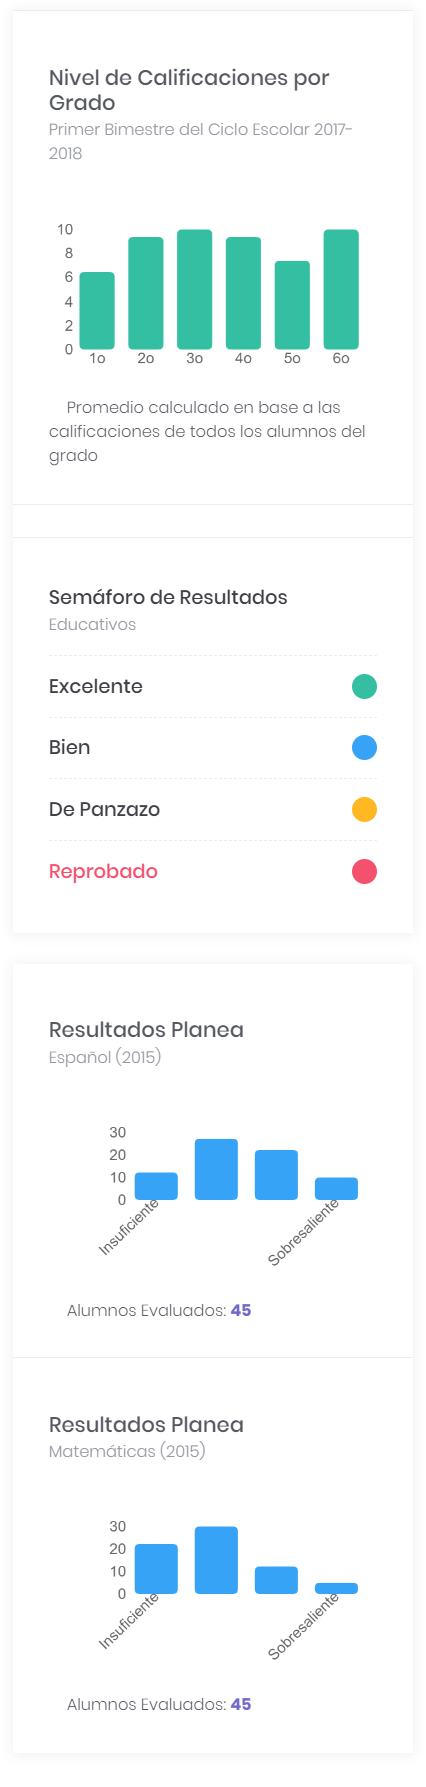 Nivel de Calificaciones por
Grado
Primer Bimestre del Ciclo Escolar 2017-
2018
10
8
6
4
2
0
1o 2o 3o 4o 5o 6o
Promedio calculado en base a las
calificaciones de todos los alumnos del
grado
Semáforo de Resultados
Educativos
Excelente
Bien
De Panzazo
Reprobado
Resultados Planea
Español (2015)
30
20
10
0
Insuficiente Sobresaliente
Alumnos Evaluados: 45
Resultados Planea
Matemáticas (2015)
30
20
10
0
Insuficiente Sobresaliente
Alumnos Evaluados: 45